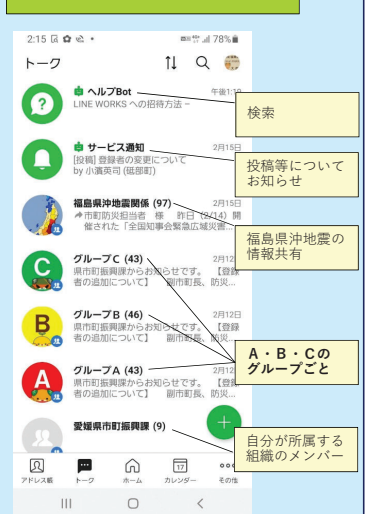 2:15
78%
トーク
ヘルプBot
午後1:1
LINE WORKS への招待方法 –
検索
サービス通知
2月15日
[投稿] 登録者の変更について
by 小濱英司 (砥部町)
投稿等について
お知らせ
福島県沖地震関係 (97)
2月15日
市町防災担当者 様 昨日(2/14)開
催された「全国知事会緊急広域災害...
福島県沖地震の
情報共有
C
グループC (43)
2月12日
県市町振興課からお知らせです。 【登録
者の追加について】 副市町長、防災...
B
グループB (46)
2月12日
県市町振興課からお知らせです。 【登録
者の追加について】 副市町長、防災...
A・B・Cの
グループごと
A
グループA (43)
2月12日
県市町振興課からお知らせです。 【登録
者の追加について】 副市町長、防災...
愛媛県市町振興課 (9)
自分が所属する
組織のメンバー
17
アドレス帳
トーク
ホーム
カレンダー
その他